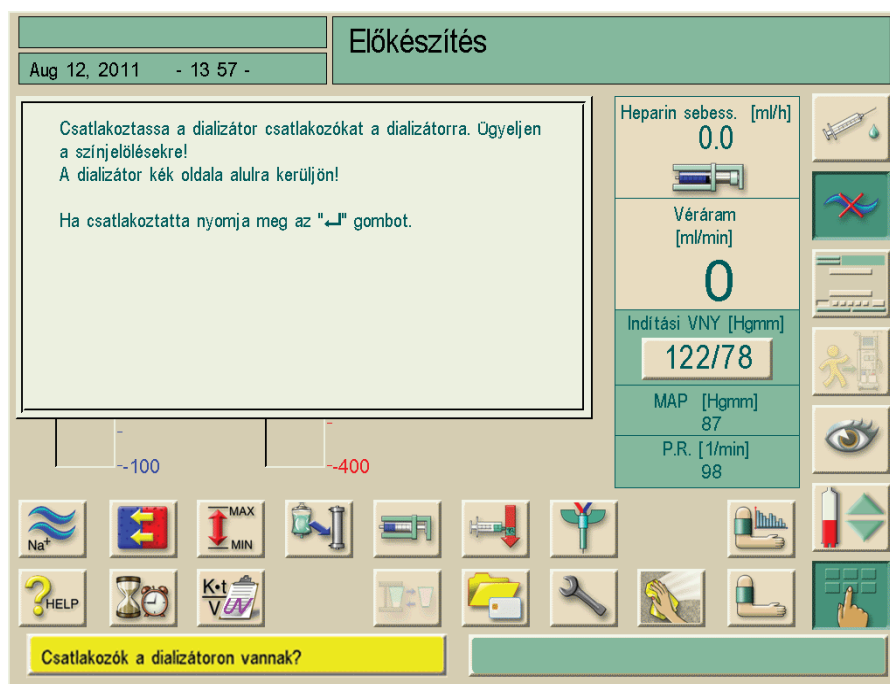 Előkészítés
Aug 12, 2011 - 13 57 -
Csatlakoztassa a dializátor csatlakozókat a dializátorra. Ügyeljen
a színjelölésekre!
A dializátor kék oldala alulra kerüljön!
Ha csatlakoztatta nyomja meg az "↵" gombot.
Heparin sebess. [ml/h]
0.0
Véráram
[ml/min]
0
Indítási VNY [Hgmm]
122/78
MAP [Hgmm]
87
P.R. [1/min]
98
-100
-400
Na+
MAX
MIN
?HELP
K•t
V
UV
Csatlakozók a dializátoron vannak?